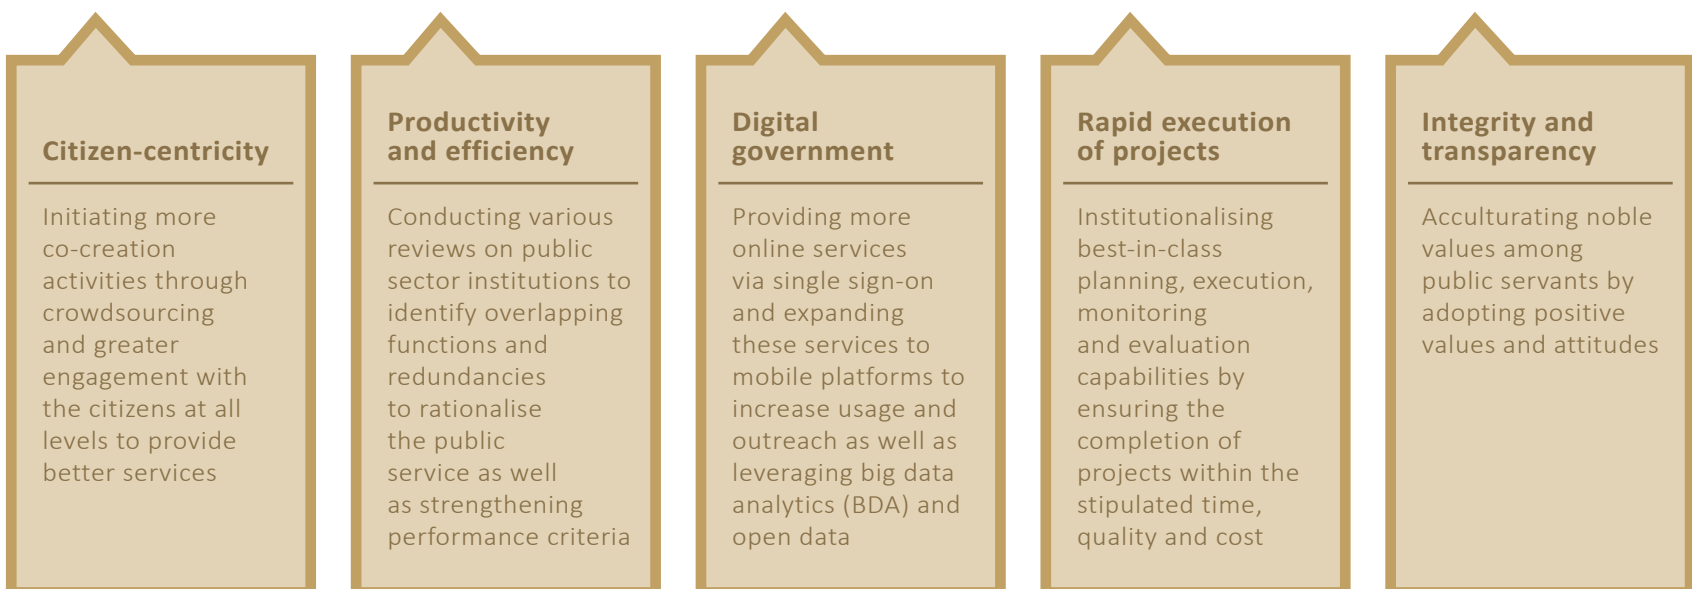 Citizen-centricity
Initiating more
co-creation
activities through
crowdsourcing
and greater
engagement with
the citizens at all
levels to provide
better services
Productivity
and efficiency
Conducting various
reviews on public
sector institutions to
identify overlapping
functions and
redundancies
to rationalise
the public
service as well
as strengthening
performance criteria
Digital
government
Providing more
online services
via single sign-on
and expanding
these services to
mobile platforms to
increase usage and
outreach as well as
leveraging big data
analytics (BDA) and
open data
Rapid execution
of projects
Institutionalising
best-in-class
planning, execution,
monitoring
and evaluation
capabilities by
ensuring the
completion of
projects within the
stipulated time,
quality and cost
Integrity and
transparency
Acculturating noble
values among
public servants by
adopting positive
values and attitudes